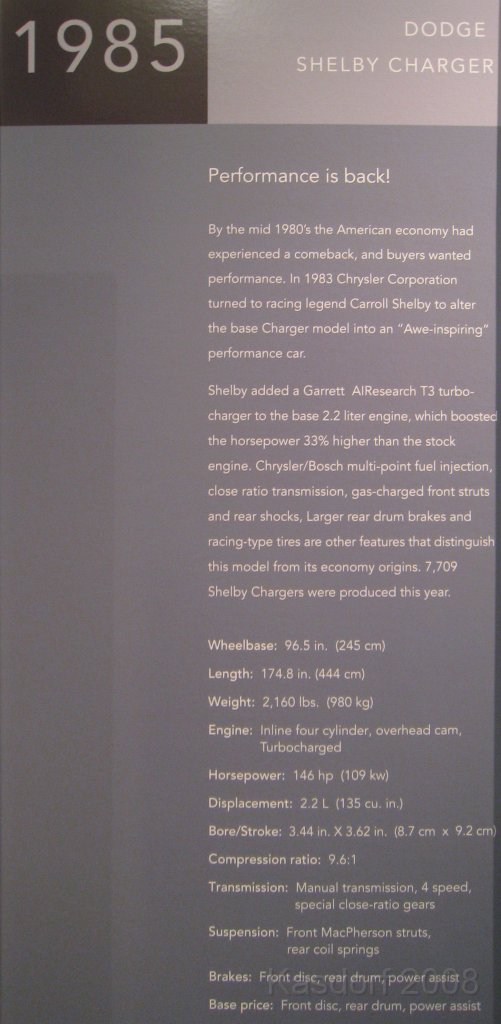 1985
DODGE
SHELBY CHARGER
Performance is back!
By the mid 1980's the American economy had
experienced a comeback, and buyers wanted
performance. In 1983 Chrysler Corporation
turned to racing legend Carroll Shelby to alter
the base Charger model into an "Awe-inspiring"
performance car.
Shelby added a Garrett AIResearch T3 turbo-
charger to the base 2.2 liter engine, which boosted
the horsepower 33% higher than the stock
engine. Chrysler/Bosch multi-point fuel injection,
close ratio transmission, gas-charged front struts
and rear shocks, Larger rear drum brakes and
racing-type tires are other features that distinguish
this model from its economy origins. 7,709
Shelby Chargers were produced this year.
Wheelbase: 96.5 in. (245 cm)
Length: 174.8 in. (444 cm)
Weight: 2,160 lbs. (980 kg)
Engine: Inline four cylinder, overhead cam,
Turbocharged
Horsepower: 146 hp (109 kw)
Displacement: 2.2 L (135 cu. in.)
Bore/Stroke: 3.44 in. X 3.62 in. (8.7 cm x 9.2 cm)
Compression ratio: 9.6:1
Transmission: Manual transmission, 4 speed,
special close-ratio gears
Suspension: Front MacPherson struts,
rear coil springs
Brakes: Front disc, rear drum, power assist
Kasdorf 2008
Base price: Front disc, rear drum, power assist